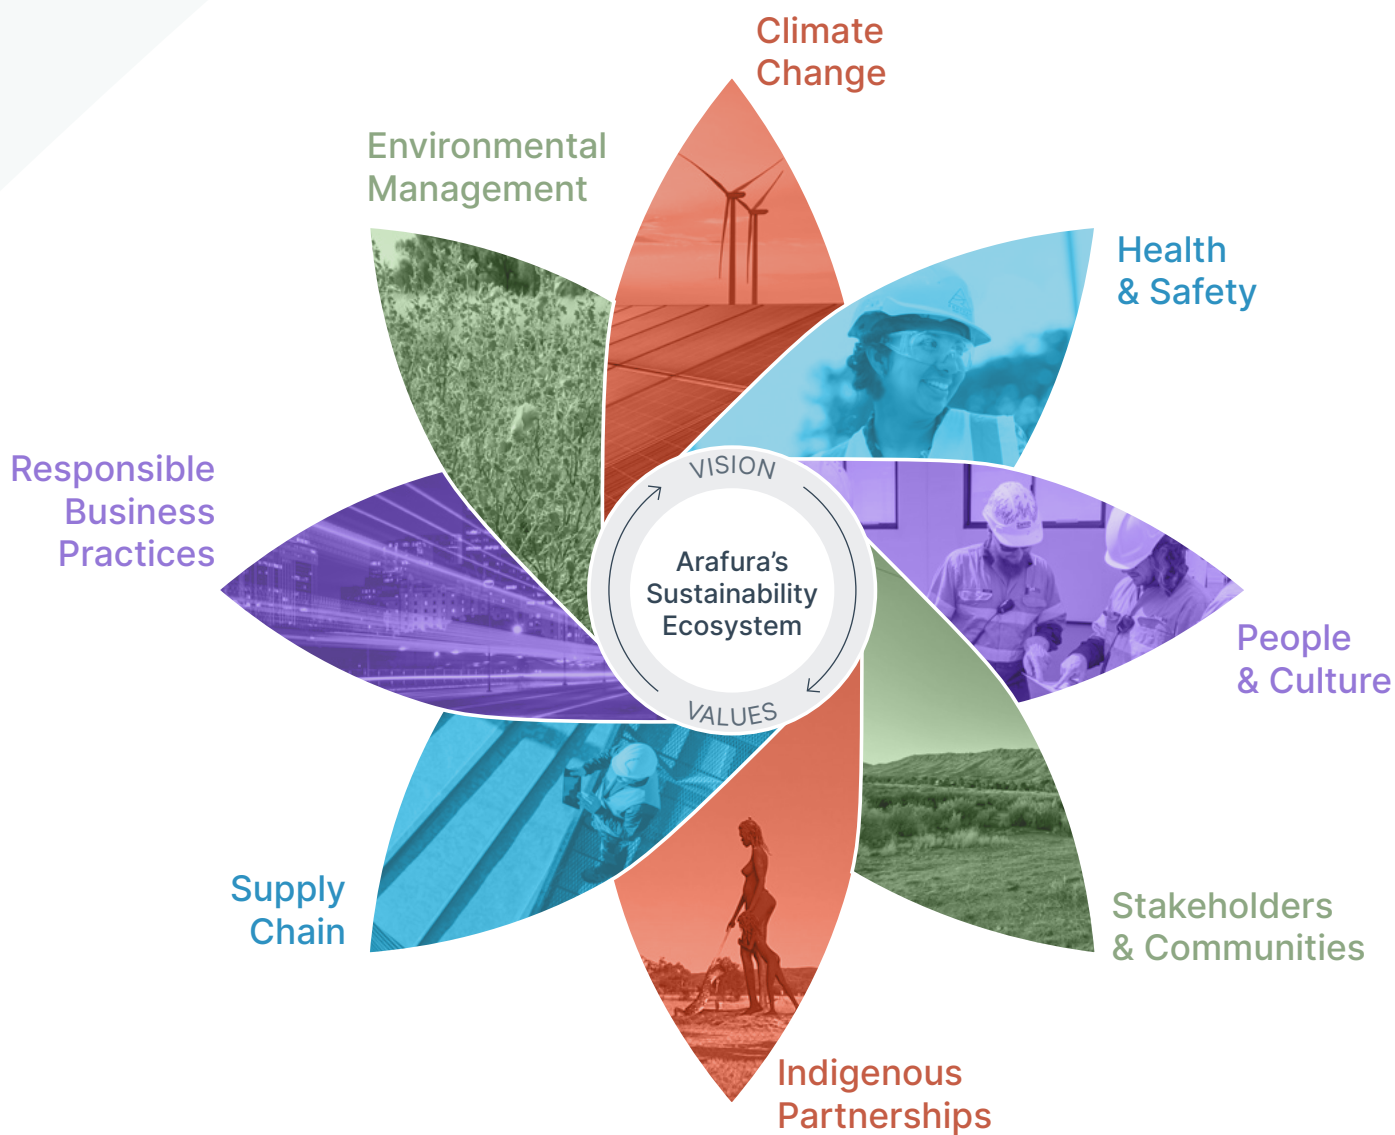 Climate
Change
Environmental
Management
Health
& Safety
Responsible
Business
Practices
VISION
Arafura’s
Sustainability
Ecosystem
VALUES
People
& Culture
Supply
Chain
Stakeholders
& Communities
Indigenous
Partnerships